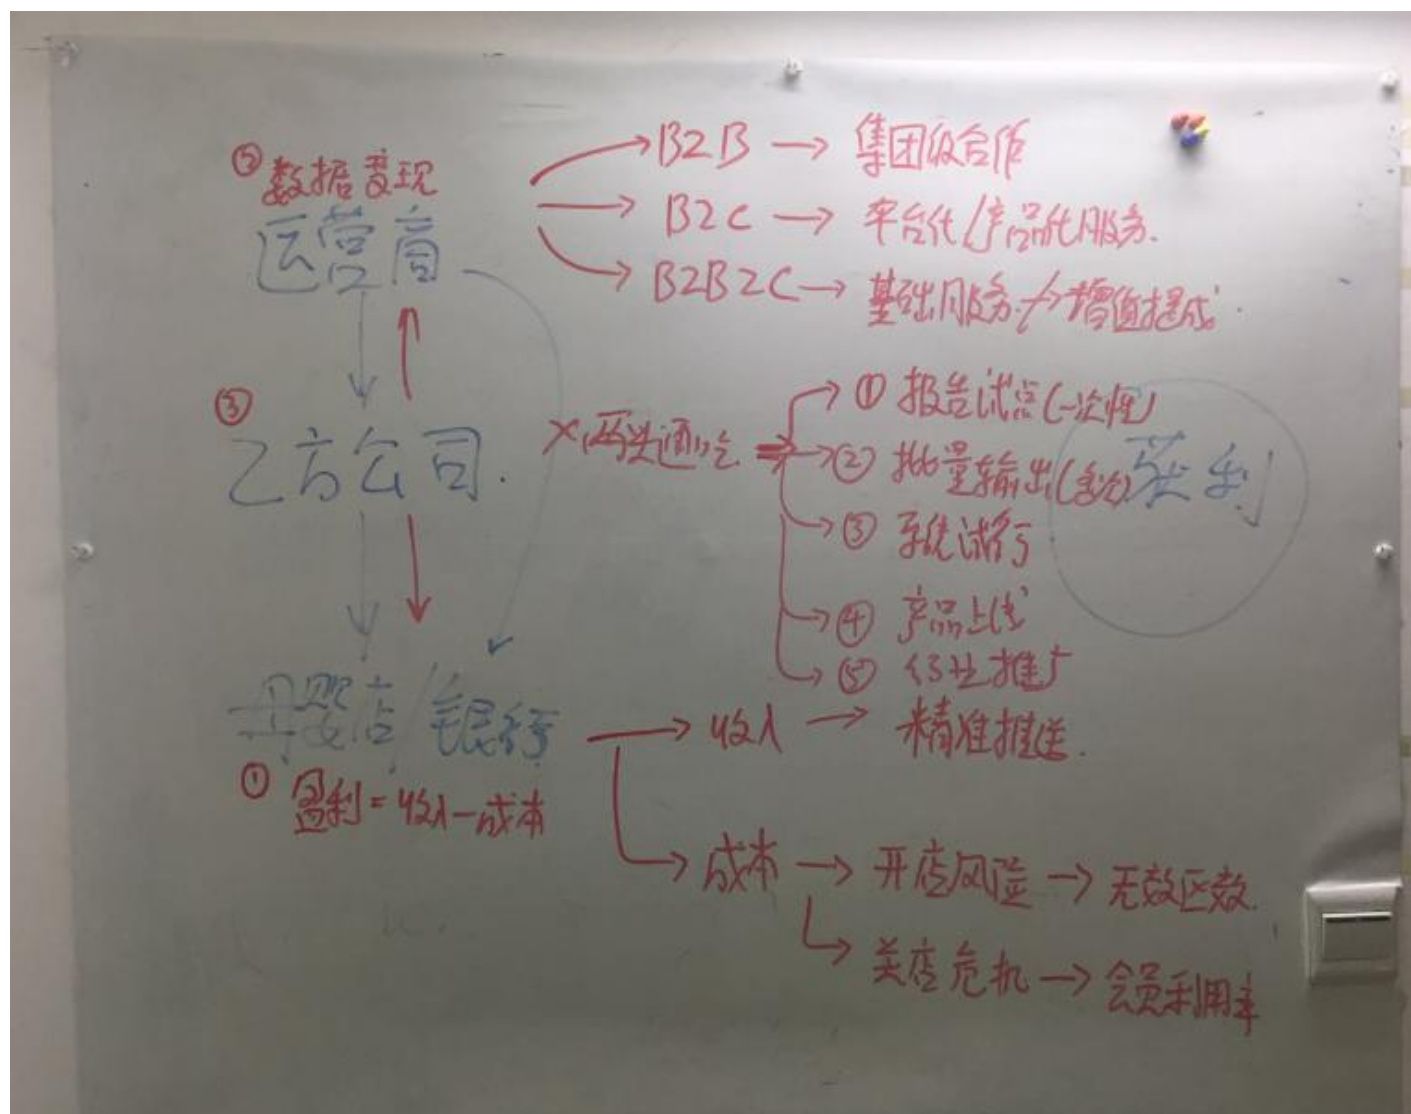 ② 数据变现
运营商
→ B2B → 集团级合作
→ B2C → 平台化/产品化服务.
→ B2B2C → 基础服务 → 增值提成
③
乙方公司.
两头通吃
→ ① 报告试点(一次性)
→ ② 批量输出(多次)
→ ③ 系统试行
→ ④ 产品上线
→ ⑤ 行业推广
获利
母婴店/银行
① 盈利=收入-成本
→ 收入 → 精准推送.
→ 成本 → 开店风险 → 无效区效
→ 关店危机 → 会员利用率